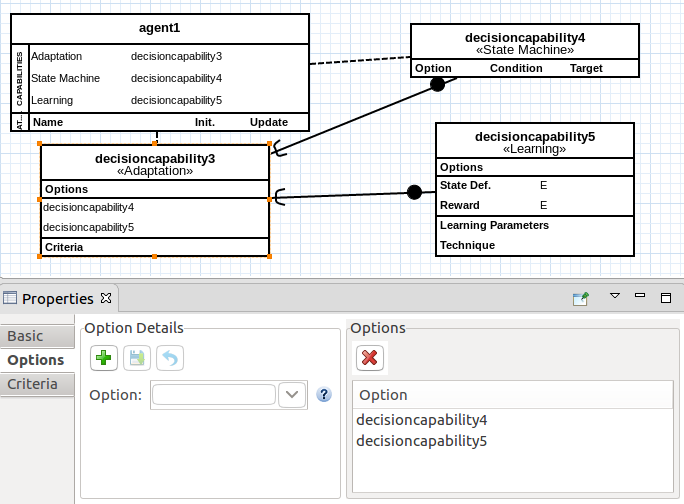 agent1
CAPABILITIES
Adaptation decisioncapability3
State Machine decisioncapability4
Learning decisioncapability5
AT...
Name Init. Update
decisioncapability4
«State Machine»
Option Condition Target
decisioncapability3
«Adaptation»
Options
decisioncapability4
decisioncapability5
Criteria
decisioncapability5
«Learning»
Options
State Def. E
Reward E
Learning Parameters
Technique
Properties
Basic
Options
Criteria
Option Details
Option:
?
Options
Option
decisioncapability4
decisioncapability5